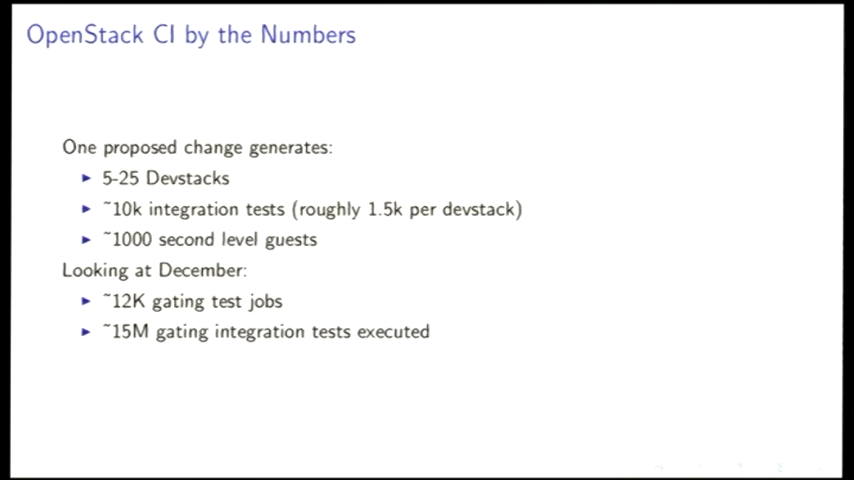 OpenStack CI by the Numbers
One proposed change generates:
▶ 5-25 Devstacks
▶ ˜10k integration tests (roughly 1.5k per devstack)
▶ ˜1000 second level guests
Looking at December:
▶ ˜12K gating test jobs
▶ ˜15M gating integration tests executed